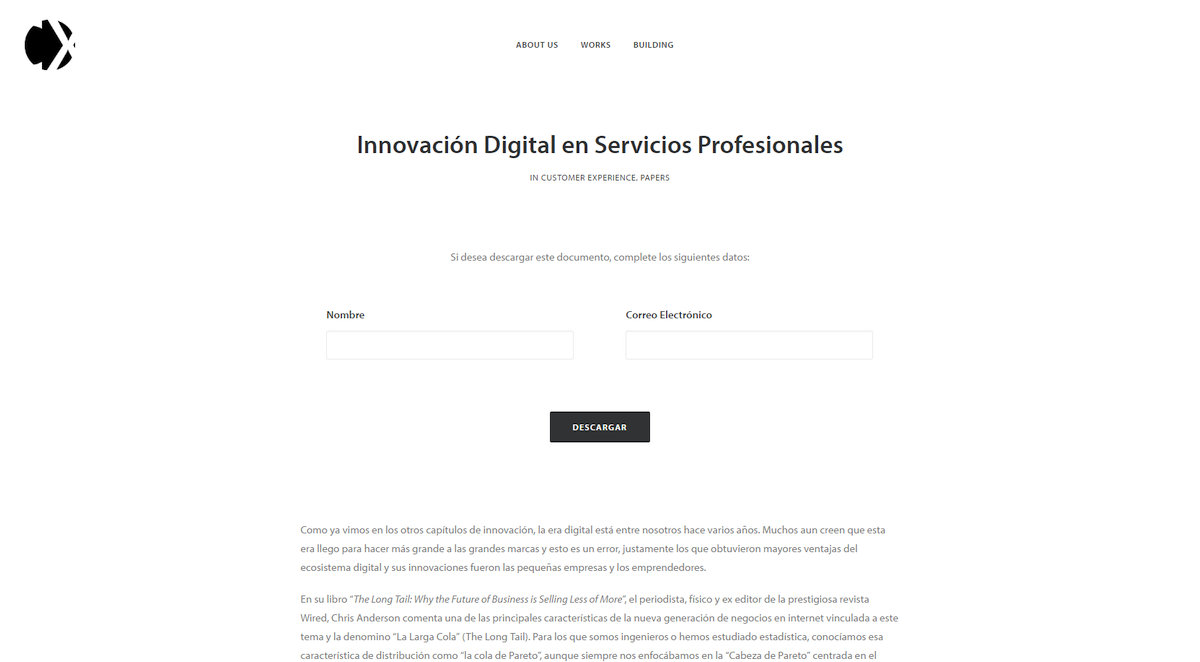 ABOUT US WORKS BUILDING
Innovación Digital en Servicios Profesionales
IN CUSTOMER EXPERIENCE, PAPERS
Si desea descargar este documento, complete los siguientes datos:
Nombre Correo Electrónico
DESCARGAR
Como ya vimos en los otros capítulos de innovación, la era digital está entre nosotros hace varios años. Muchos aun creen que esta
era llego para hacer más grande a las grandes marcas y esto es un error, justamente los que obtuvieron mayores ventajas del
ecosistema digital y sus innovaciones fueron las pequeñas empresas y los emprendedores.
En su libro “The Long Tail: Why the Future of Business is Selling Less of More”, el periodista, físico y ex editor de la prestigiosa revista
Wired, Chris Anderson comenta una de las principales características de la nueva generación de negocios en internet vinculada a este
tema y la denomino “La Larga Cola” (The Long Tail). Para los que somos ingenieros o hemos estudiado estadística, conocíamos esa
característica de distribución como “la cola de Pareto”, aunque siempre nos enfocábamos en la “Cabeza de Pareto” centrada en el